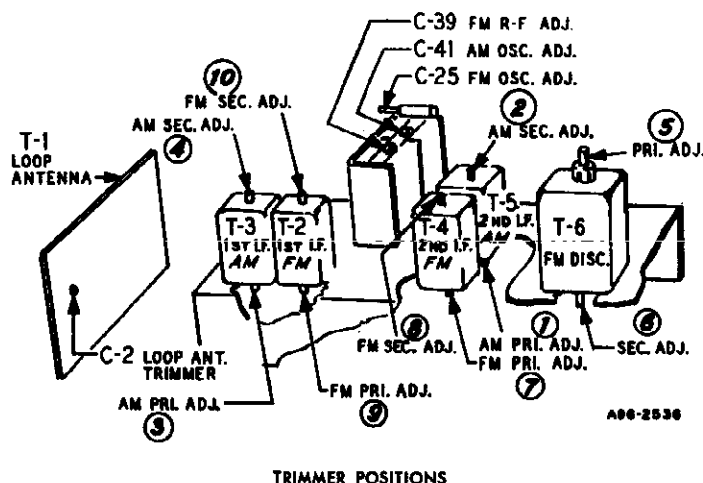 C-39 FM R-F ADJ.
C-41 AM OSC. ADJ.
C-25 FM OSC. ADJ.
10
FM SEC. ADJ.
AM SEC. ADJ.
4
2
AM SEC. ADJ.
5
PRI. ADJ.
T-1
LOOP
ANTENNA
T-3
1ST I.F.
AM
T-2
1ST I.F.
FM
T-4
2ND I.F.
FM
T-5
2ND I.F.
AM
T-6
FM DISC.
C-2 LOOP ANT.
TRIMMER
8
FM SEC. ADJ.
1
AM PRI. ADJ.
FM PRI. ADJ.
7
6
SEC. ADJ.
AM PRI. ADJ.
3
FM PRI. ADJ.
9
A96-2536
TRIMMER POSITIONS